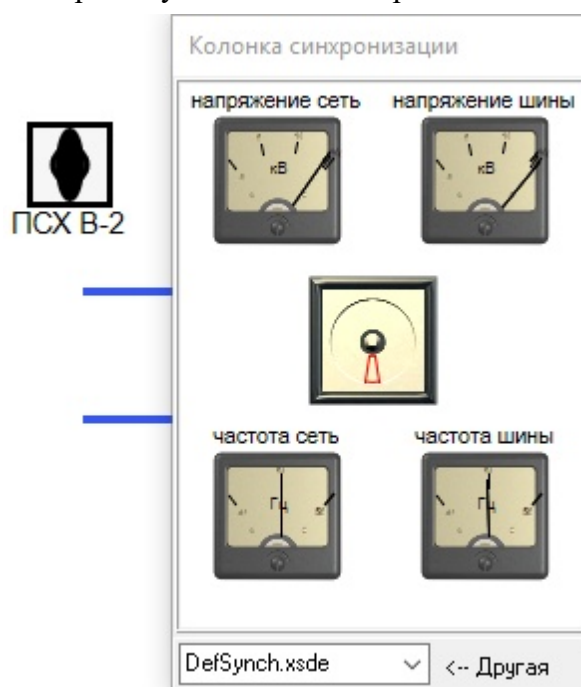 Колонка синхронизации
напряжение сеть напряжение шины
кВ кВ
ПСХ В-2
частота сеть частота шины
Гц Гц
DefSynch.xsde <-- Другая